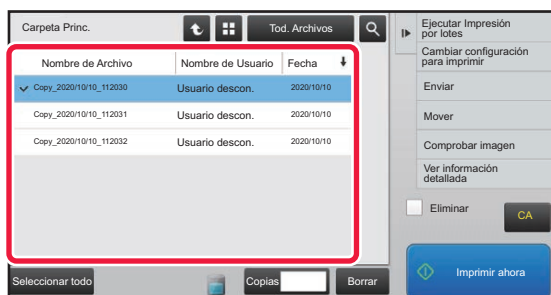 Carpeta Princ.
Tod. Archivos
Nombre de Archivo
Nombre de Usuario
Fecha
Copy_2020/10/10_112030
Usuario descon.
2020/10/10
Copy_2020/10/10_112031
Usuario descon.
2020/10/10
Copy_2020/10/10_112032
Usuario descon.
2020/10/10
Seleccionar todo
Copias
Borrar
Ejecutar Impresión
por lotes
Cambiar configuración
para imprimir
Enviar
Mover
Comprobar imagen
Ver información
detallada
Eliminar
CA
Imprimir ahora